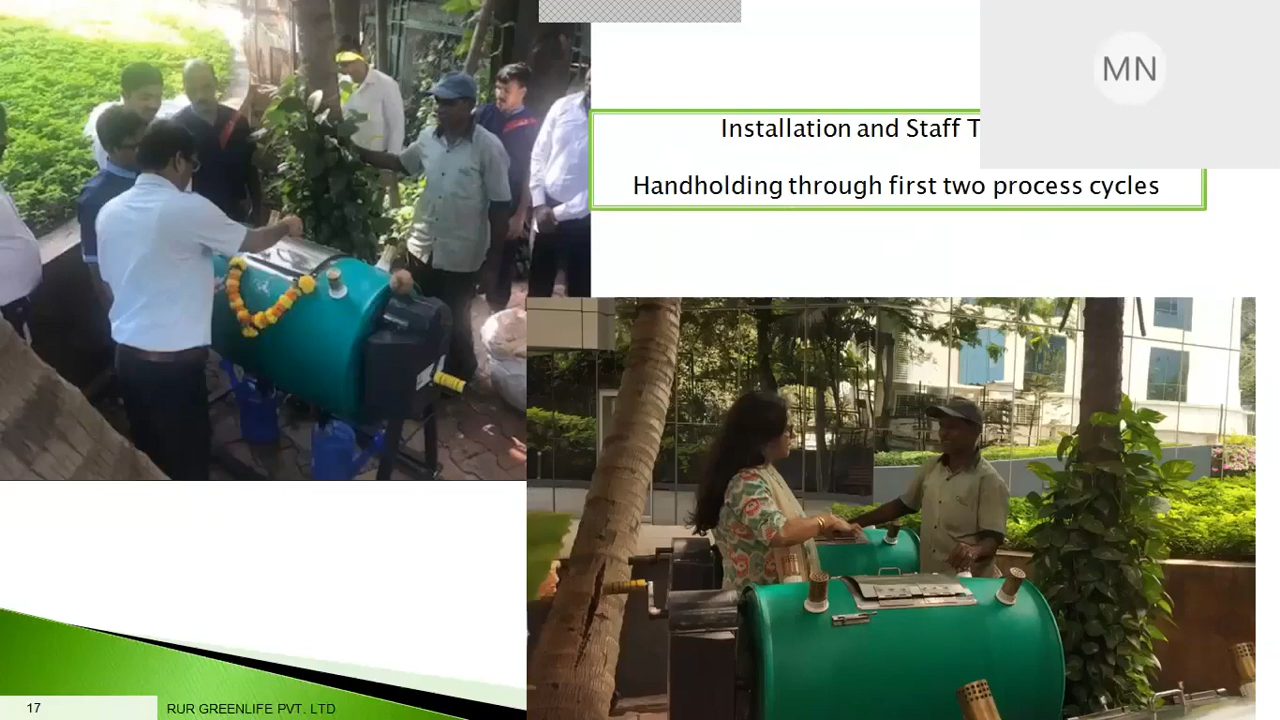 MN
Installation and Staff T
Handholding through first two process cycles
17
RUR GREENLIFE PVT. LTD